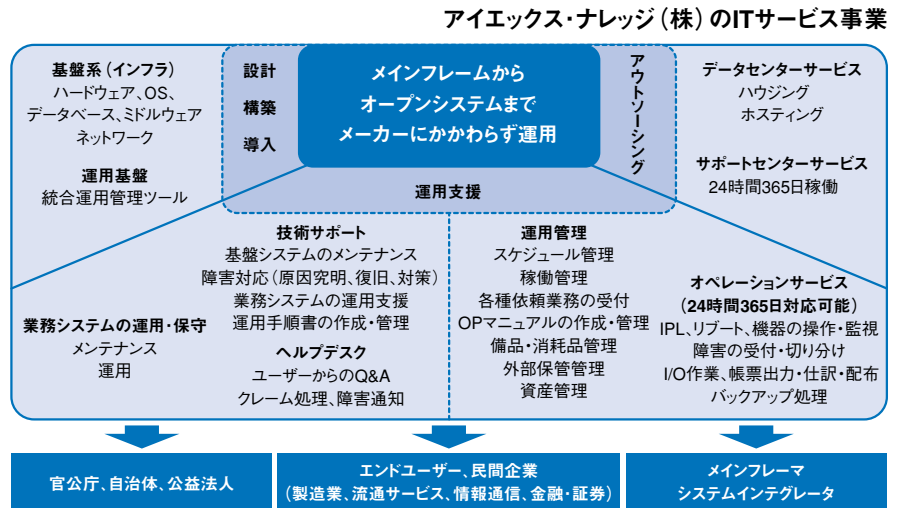 アイエックス・ナレッジ(株)のITサービス事業
基盤系(インフラ)
ハードウェア、OS、
データベース、ミドルウェア
ネットワーク
運用基盤
統合運用管理ツール
設計
構築
導入
メインフレームから
オープンシステムまで
メーカーにかかわらず運用
アウトソーシング
運用支援
データセンターサービス
ハウジング
ホスティング
サポートセンターサービス
24時間365日稼働
業務システムの運用・保守
メンテナンス
運用
技術サポート
基盤システムのメンテナンス
障害対応(原因究明、復旧、対策)
業務システムの運用支援
運用手順書の作成・管理
ヘルプデスク
ユーザーからのQ&A
クレーム処理、障害通知
運用管理
スケジュール管理
稼働管理
各種依頼業務の受付
OPマニュアルの作成・管理
備品・消耗品管理
外部保管管理
資産管理
オペレーションサービス
(24時間365日対応可能)
IPL、リブート、機器の操作・監視
障害の受付・切り分け
I/O作業、帳票出力・仕訳・配布
バックアップ処理
官公庁、自治体、公益法人
エンドユーザー、民間企業
(製造業、流通サービス、情報通信、金融・証券)
メインフレーマ
システムインテグレータ